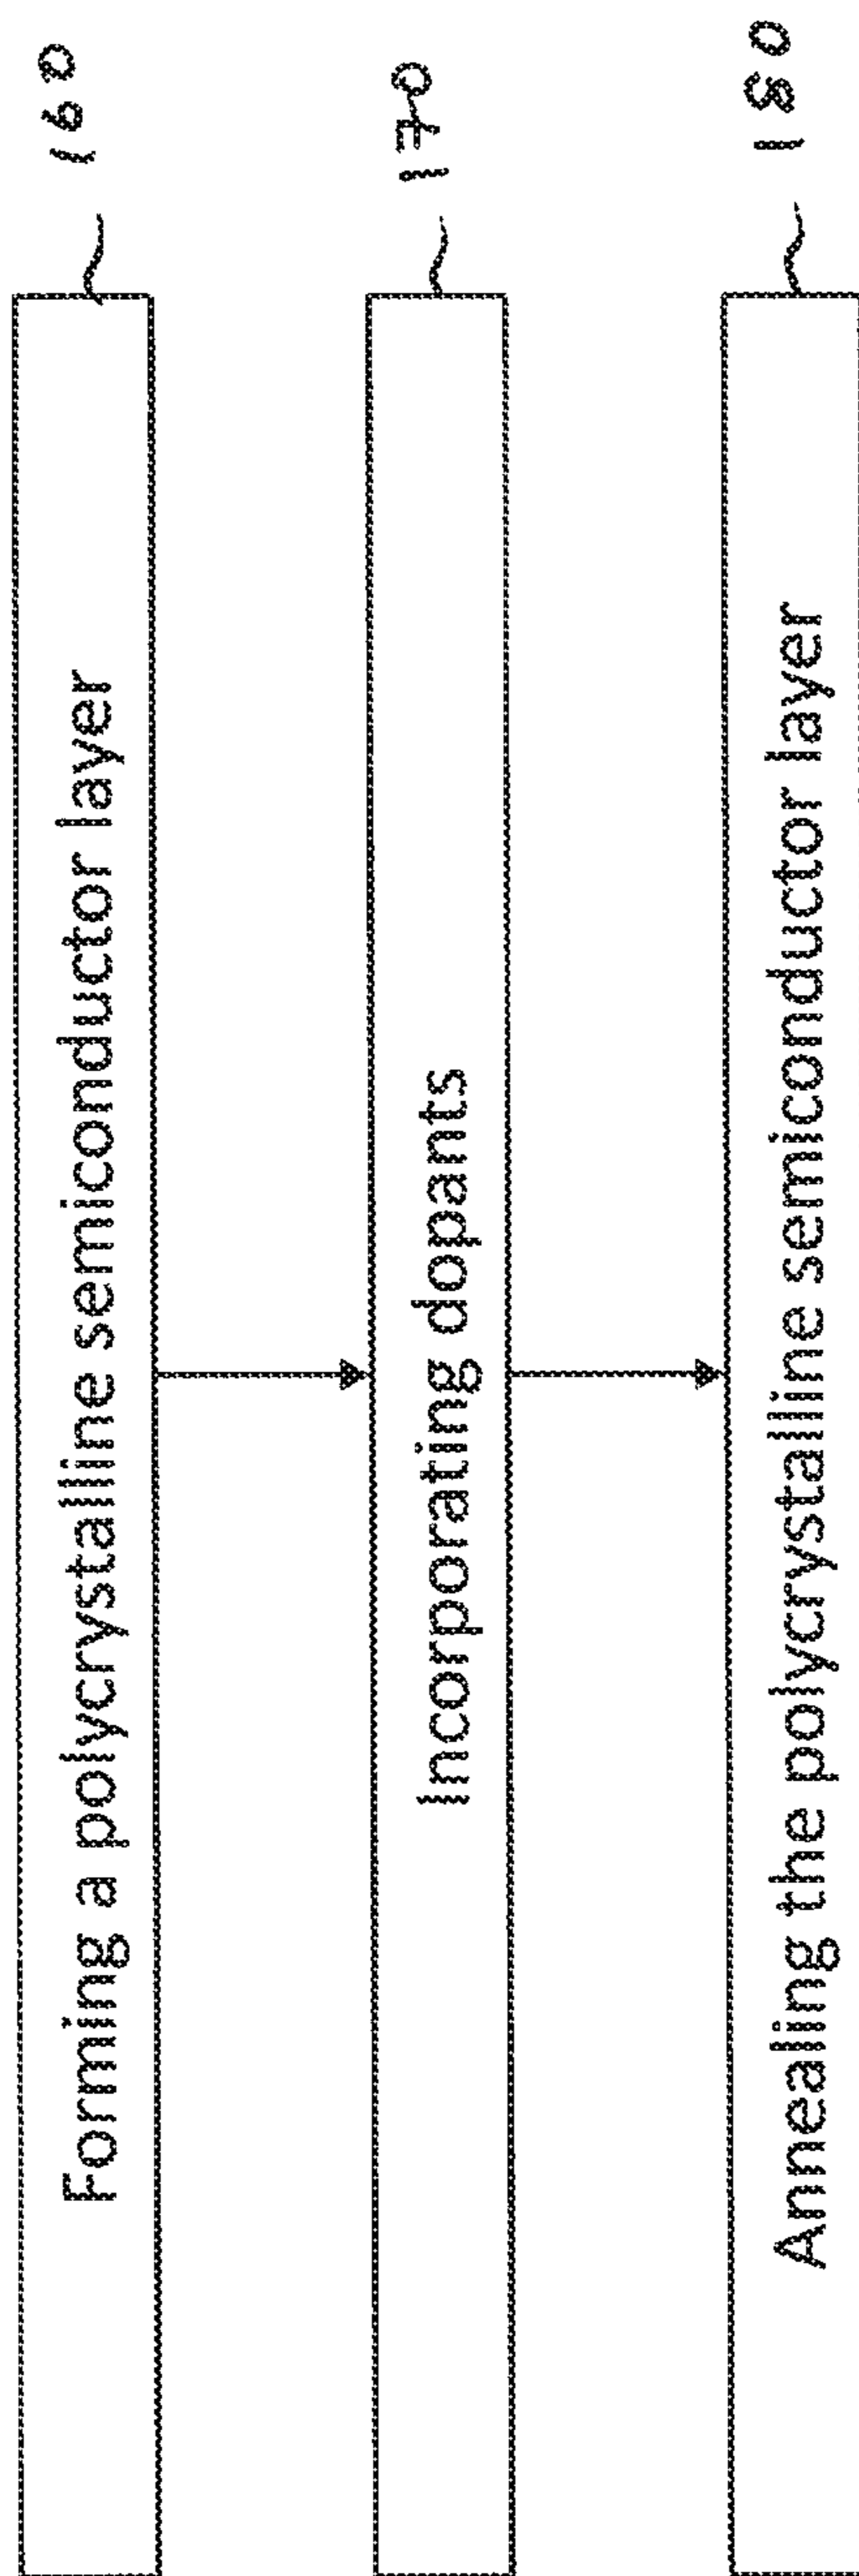 Forming a polycrystalline semiconductor layer
160
Incorporating dopants
170
Annealing the polycrystalline semiconductor layer
180